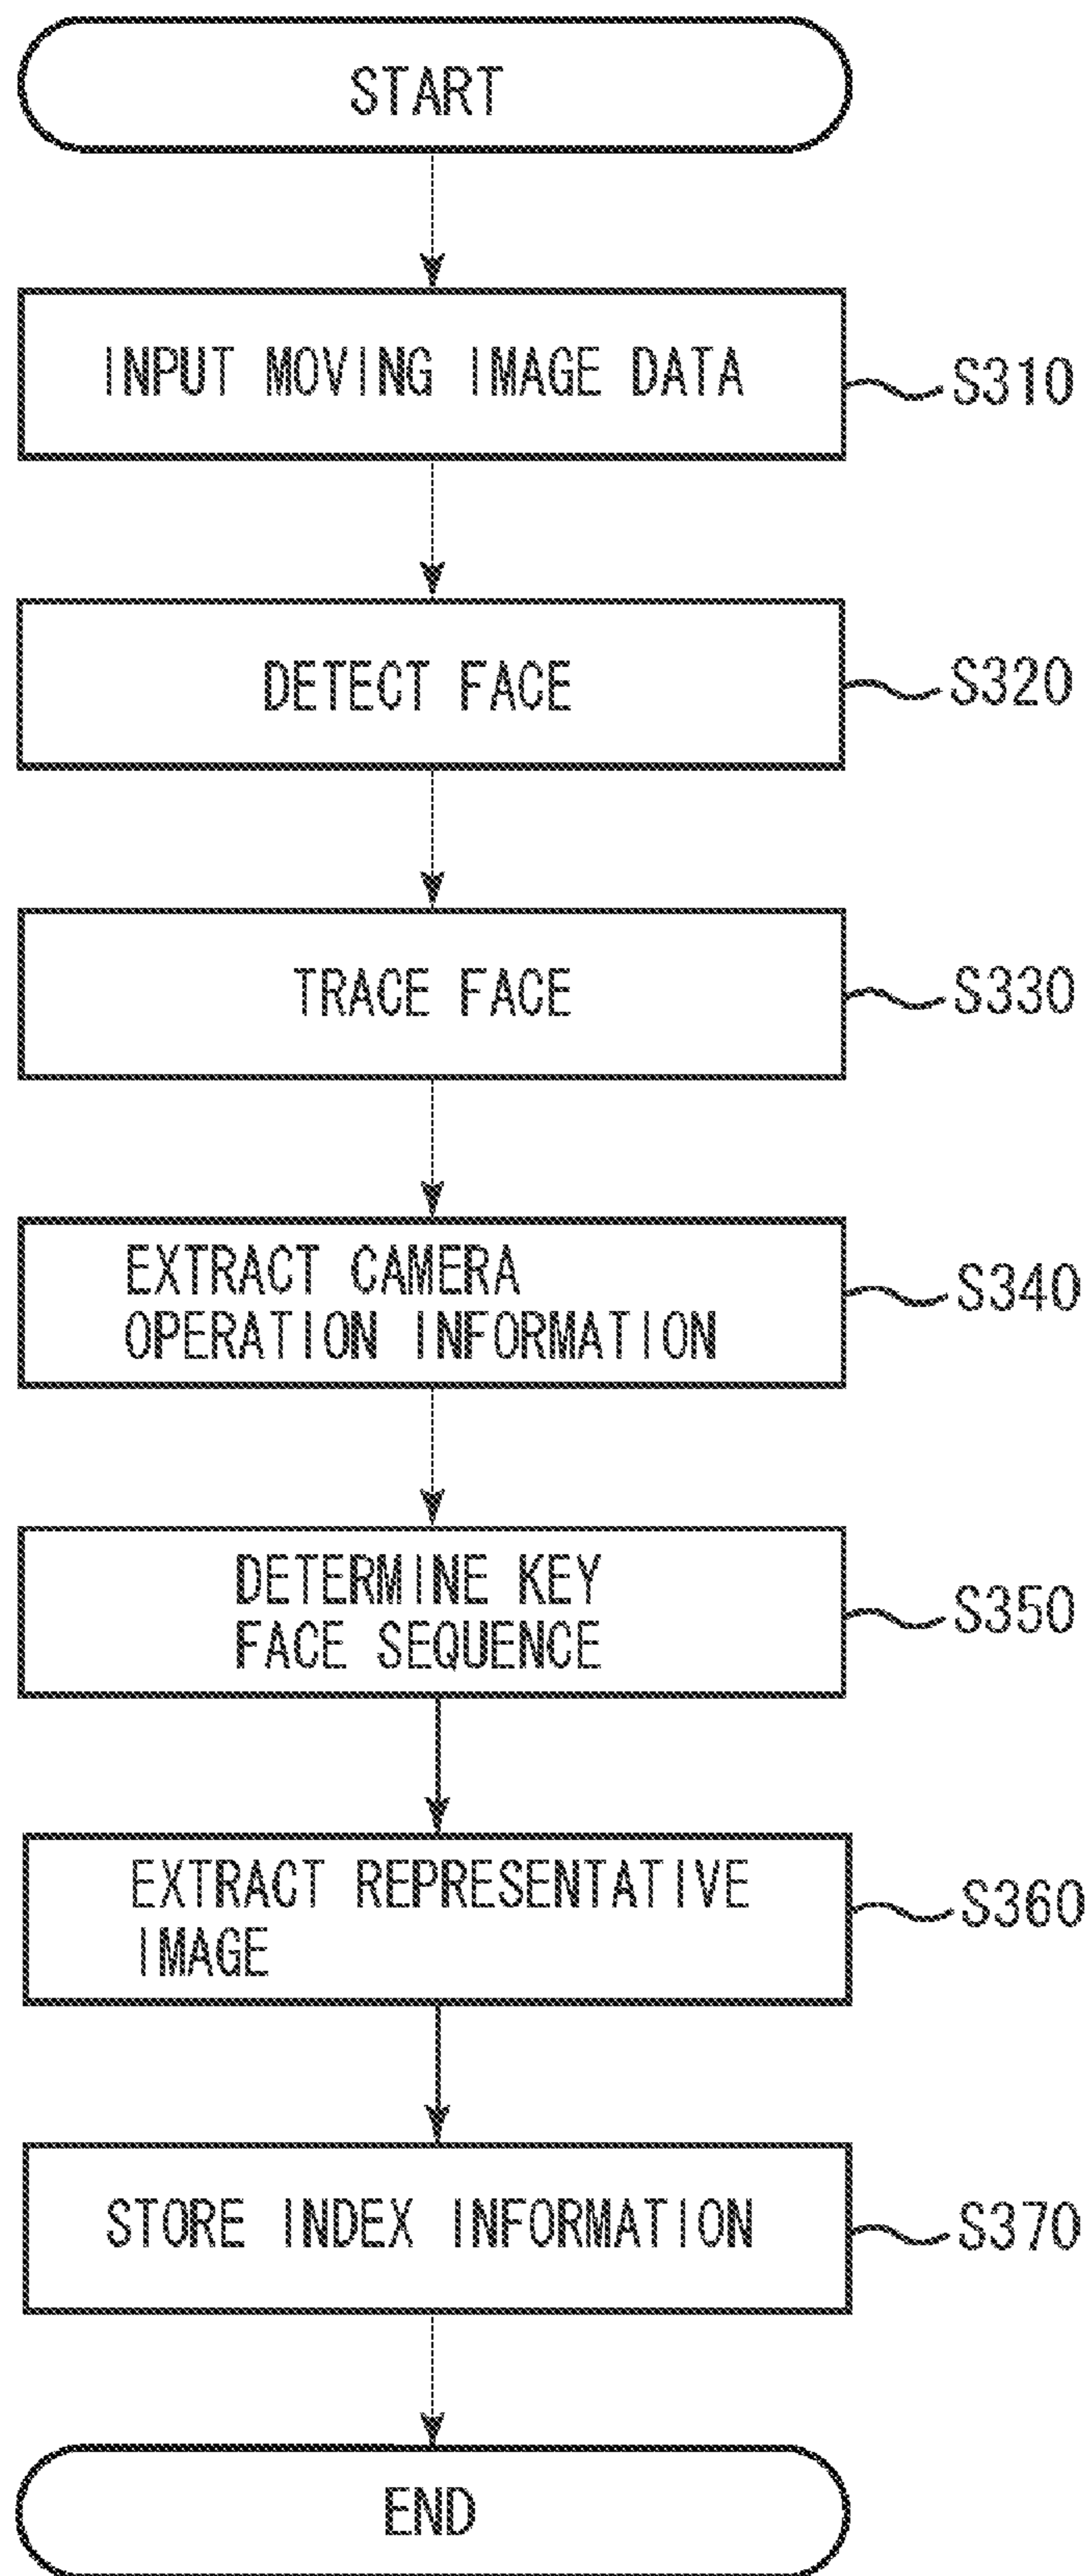 START
INPUT MOVING IMAGE DATA
S310
DETECT FACE
S320
TRACE FACE
S330
EXTRACT CAMERA
OPERATION INFORMATION
S340
DETERMINE KEY
FACE SEQUENCE
S350
EXTRACT REPRESENTATIVE
IMAGE
S360
STORE INDEX INFORMATION
S370
END